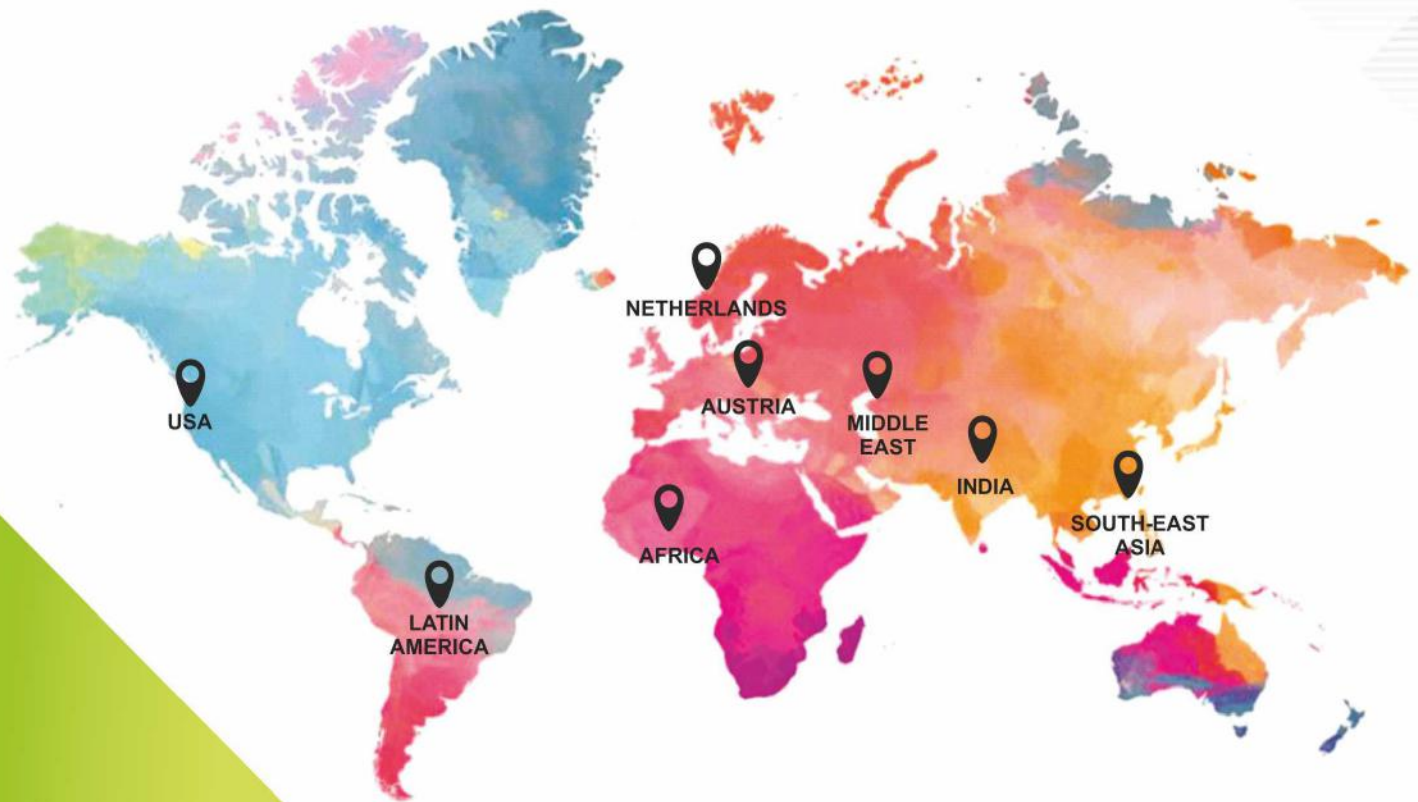 NETHERLANDS
USA
AUSTRIA
MIDDLE
EAST
INDIA
SOUTH-EAST
ASIA
AFRICA
LATIN
AMERICA